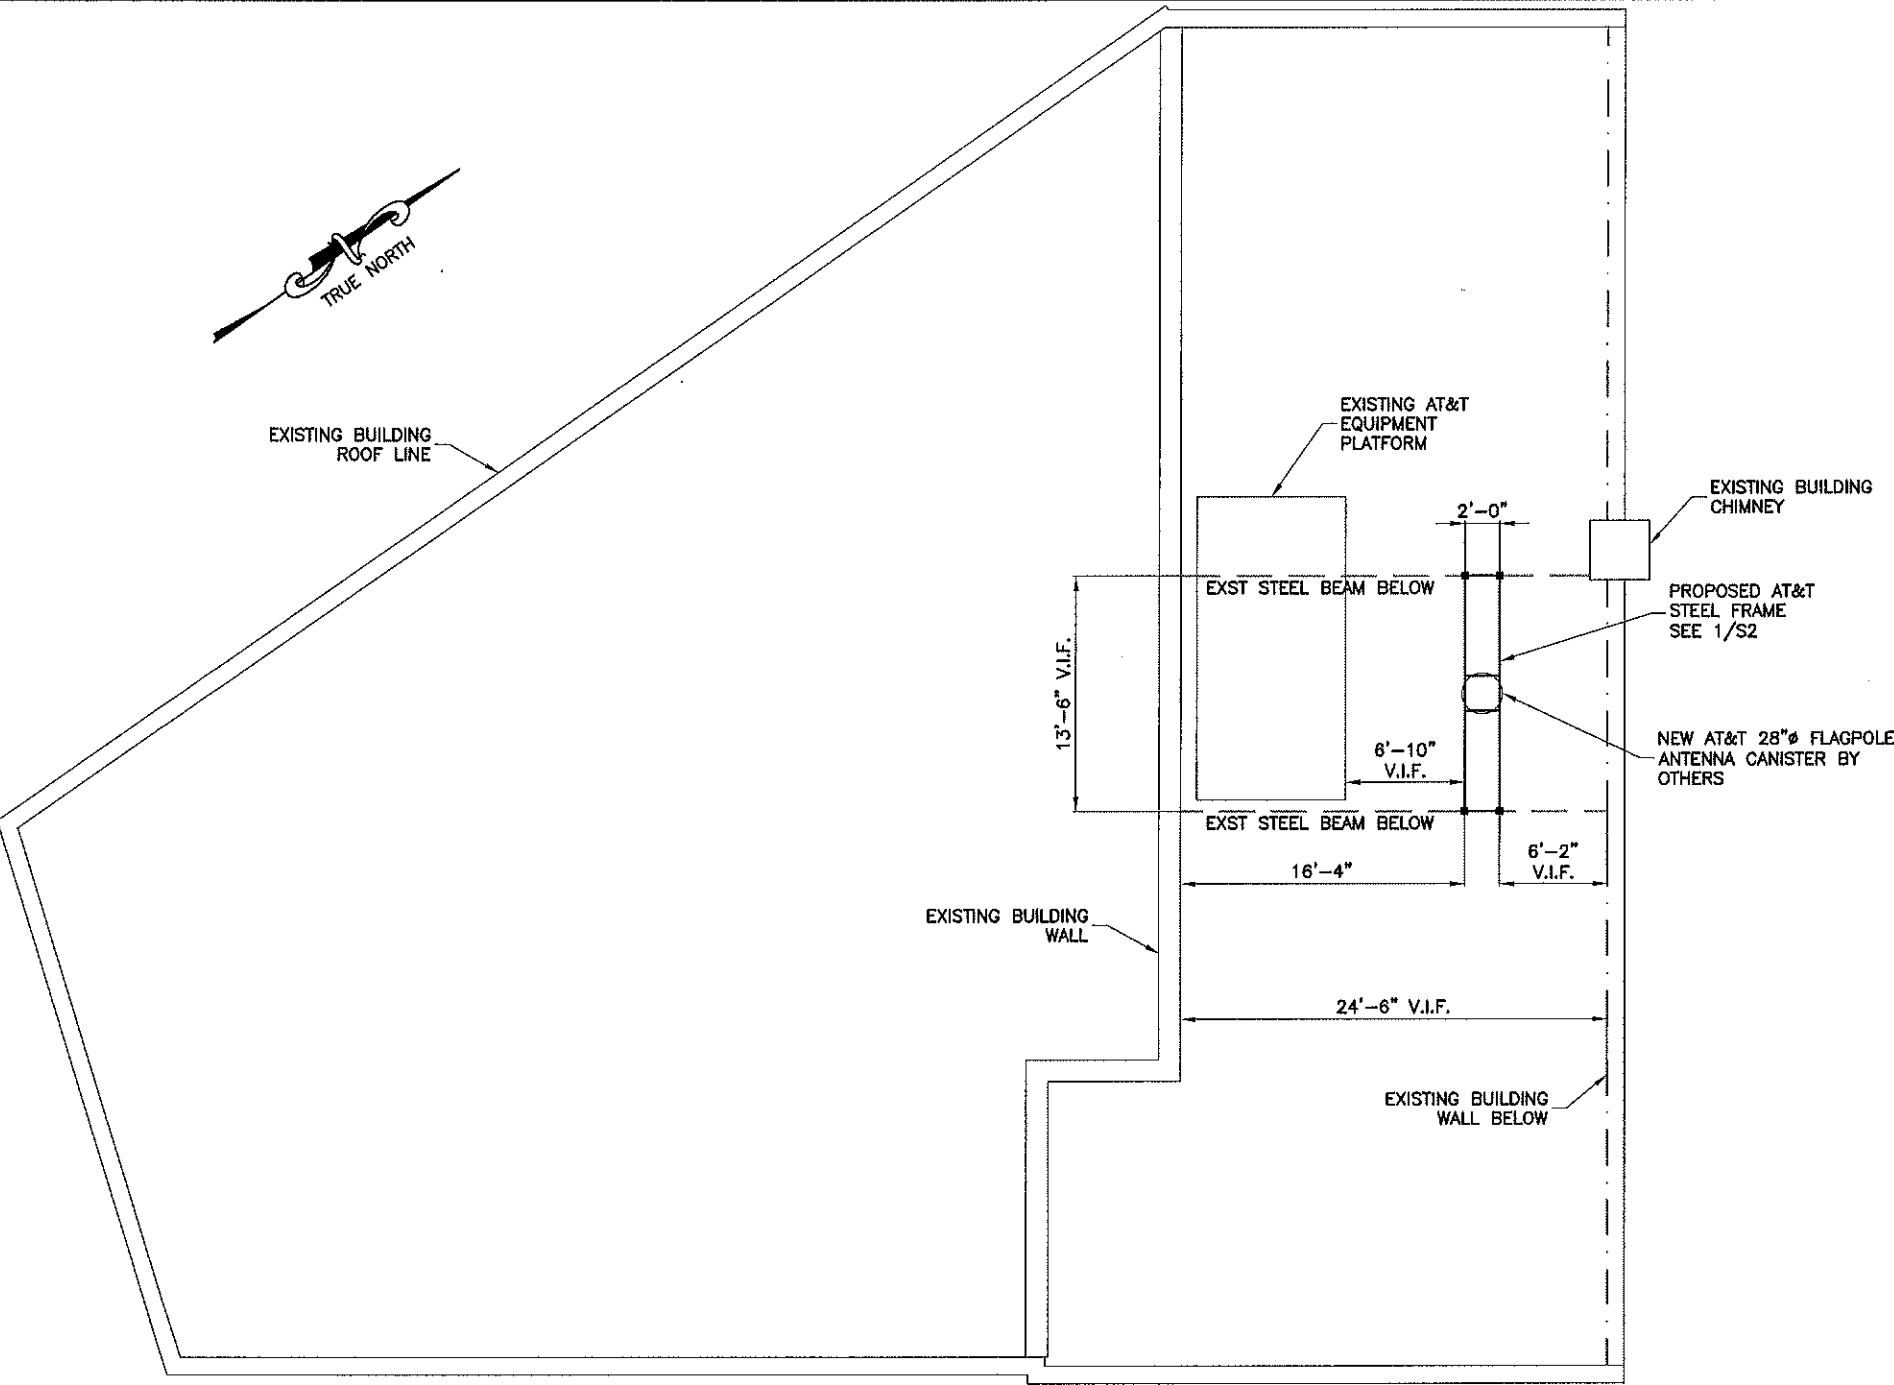 TRUE NORTH
EXISTING BUILDING
ROOF LINE
EXISTING AT&T
EQUIPMENT
PLATFORM
EXISTING BUILDING
CHIMNEY
2'-0"
EXST STEEL BEAM BELOW
PROPOSED AT&T
STEEL FRAME
SEE 1/S2
13'-6" V.I.F.
6'-10"
V.I.F.
NEW AT&T 28"ø FLAGPOLE
ANTENNA CANISTER BY
OTHERS
EXST STEEL BEAM BELOW
16'-4"
6'-2"
V.I.F.
EXISTING BUILDING
WALL
24'-6" V.I.F.
EXISTING BUILDING
WALL BELOW